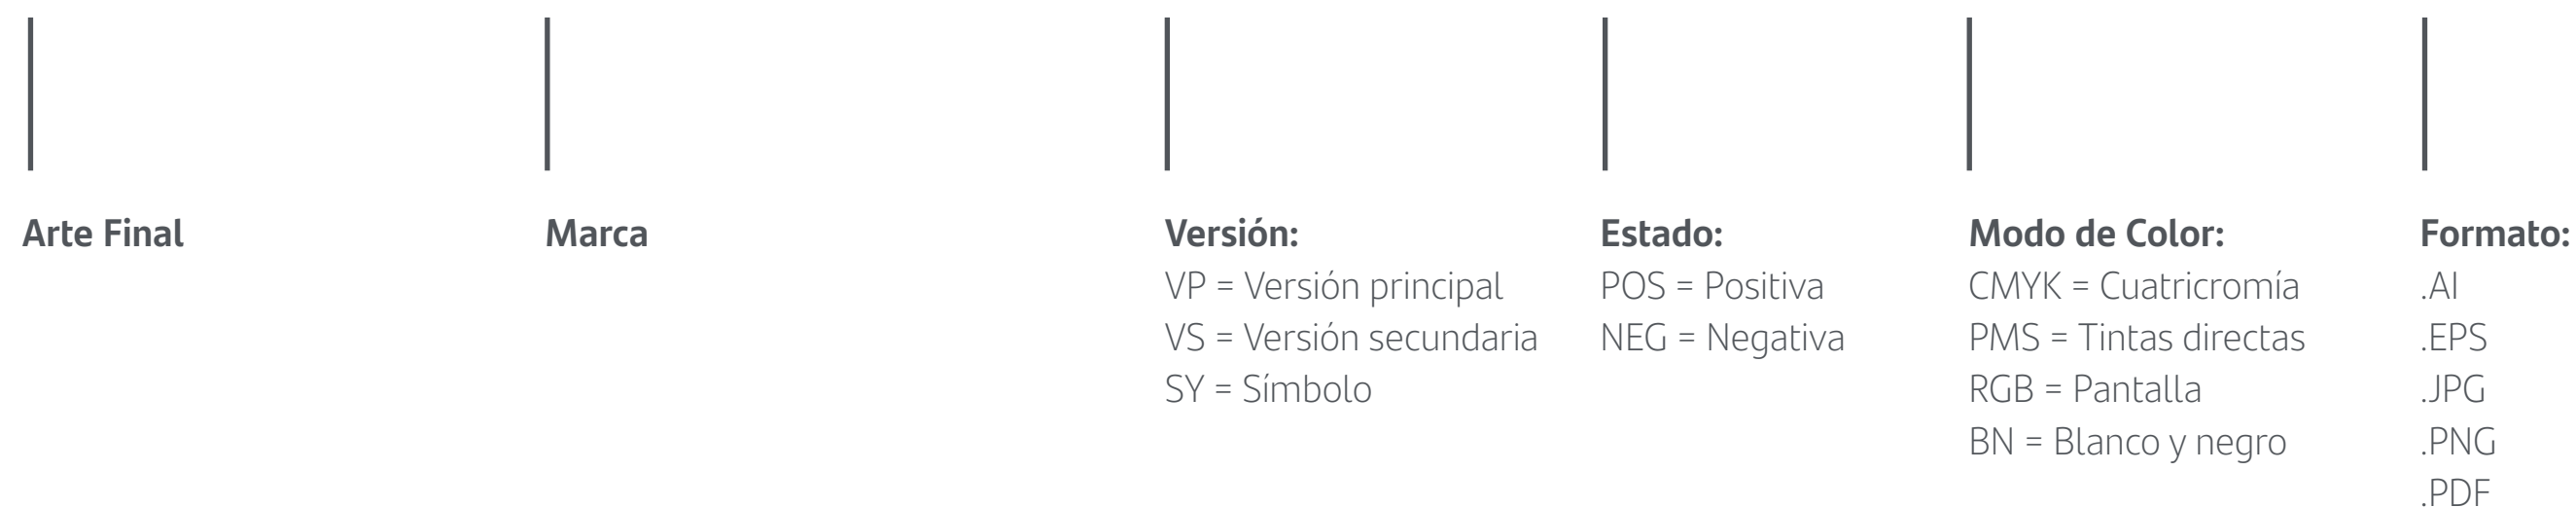 Arte Final
Marca
Versión:
VP = Versión principal
VS = Versión secundaria
SY = Símbolo
Estado:
POS = Positiva
NEG = Negativa
Modo de Color:
CMYK = Cuatricromía
PMS = Tintas directas
RGB = Pantalla
BN = Blanco y negro
Formato:
.AI
.EPS
.JPG
.PNG
.PDF